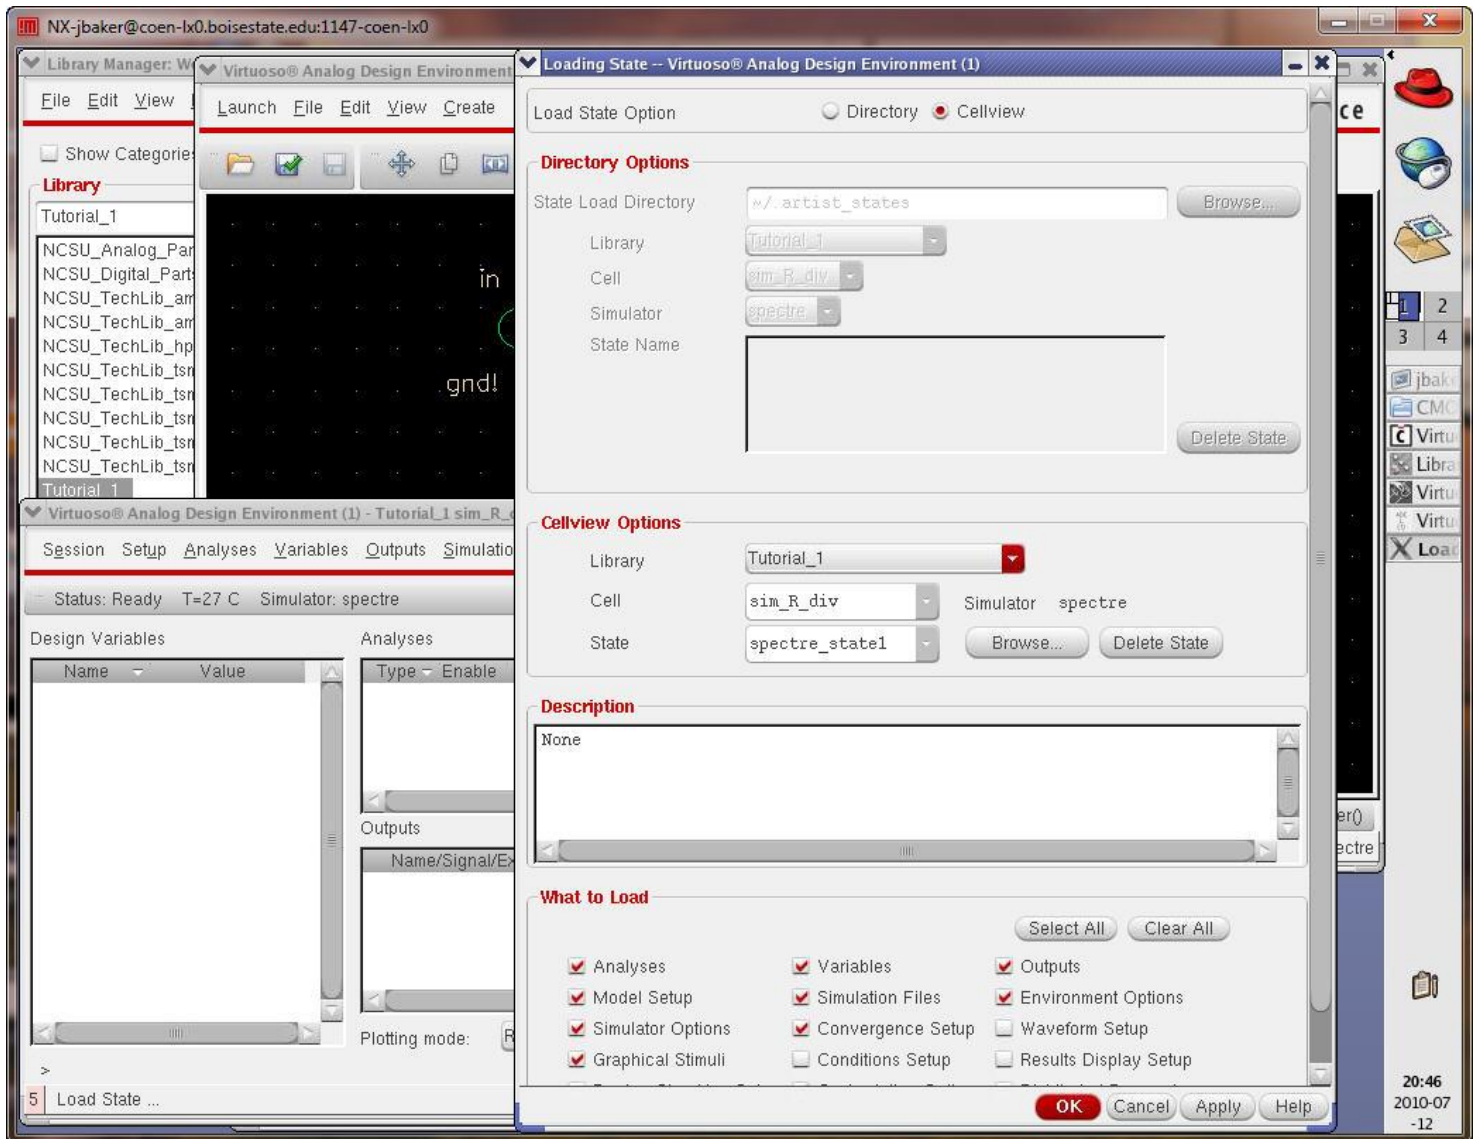 NX-jbaker@coen-lx0.boisestate.edu:1147-coen-lx0
Library Manager: W
File Edit View
Show Categorie
Library
Tutorial_1
NCSU_Analog_Par
NCSU_Digital_Part
NCSU_TechLib_am
NCSU_TechLib_am
NCSU_TechLib_hp
NCSU_TechLib_tsm
NCSU_TechLib_tsm
NCSU_TechLib_tsm
NCSU_TechLib_tsm
NCSU_TechLib_tsm
Tutorial_1
Virtuoso® Analog Design Environment
Launch File Edit View Create
in
gnd!
Virtuoso® Analog Design Environment (1) - Tutorial_1 sim_R_
Session Setup Analyses Variables Outputs Simulatio
Status: Ready T=27 C Simulator: spectre
Design Variables
Name Value
Analyses
Type Enable
Outputs
Name/Signal/Ex
Plotting mode: R
>
5 Load State ...
Loading State -- Virtuoso® Analog Design Environment (1)
Load State Option Directory Cellview
Directory Options
State Load Directory ~/.artist_states Browse...
Library Tutorial_1
Cell sim_R_div
Simulator spectre
State Name
Delete State
Cellview Options
Library Tutorial_1
Cell sim_R_div Simulator spectre
State spectre_state1 Browse... Delete State
Description
None
What to Load
Select All Clear All
Analyses Variables Outputs
Model Setup Simulation Files Environment Options
Simulator Options Convergence Setup Waveform Setup
Graphical Stimuli Conditions Setup Results Display Setup
OK Cancel Apply Help
ce
er()
ectre
1 2
3 4
jbak
CMO
Virtu
Libra
Virtu
Virtu
Load
20:46
2010-07
-12